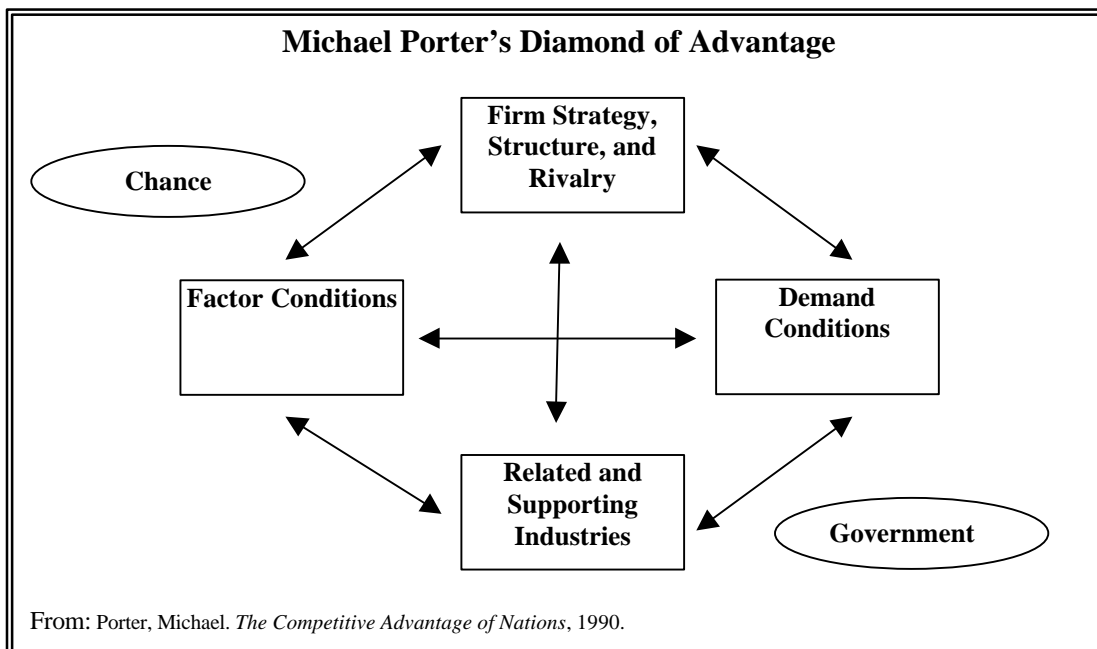 Michael Porter’s Diamond of Advantage
Firm Strategy,
Structure, and
Rivalry
Chance
Factor Conditions
Demand
Conditions
Related and
Supporting
Industries
Government
From: Porter, Michael. The Competitive Advantage of Nations, 1990.